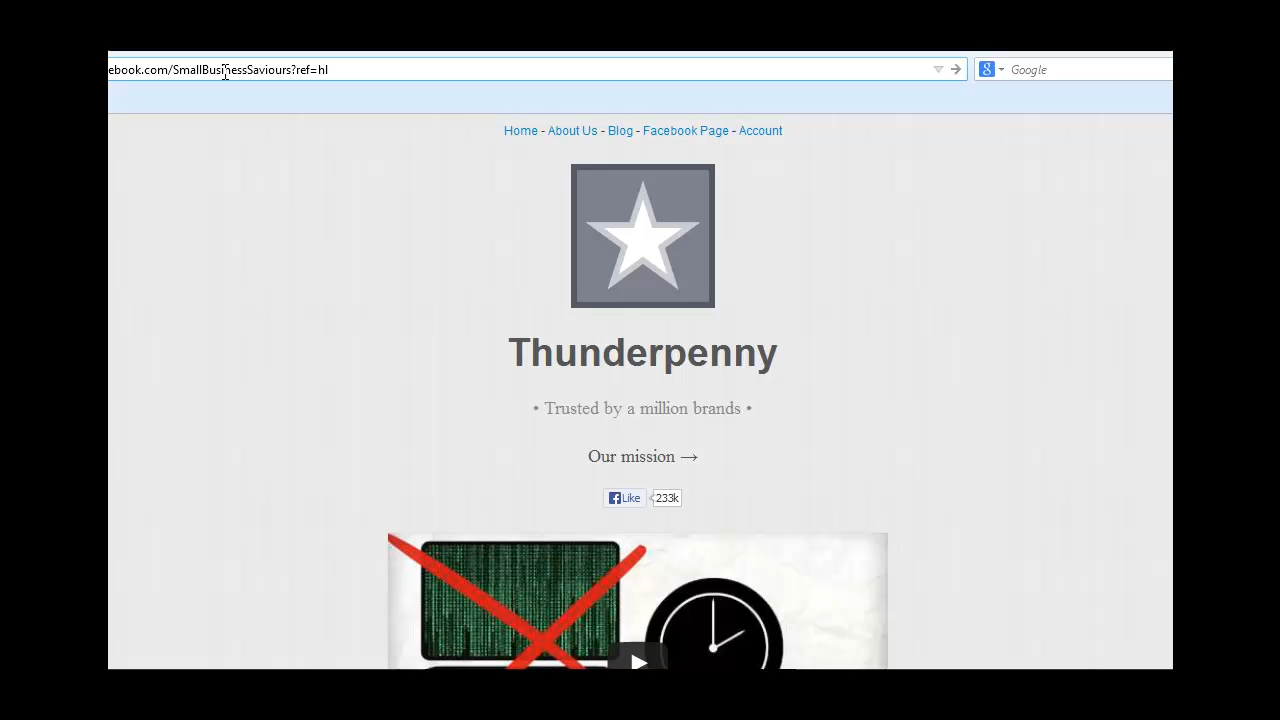 ebook.com/SmallBusinessSaviours?ref=hl
Google
Home - About Us - Blog - Facebook Page - Account
Thunderpenny
• Trusted by a million brands •
Our mission →
Like 233k